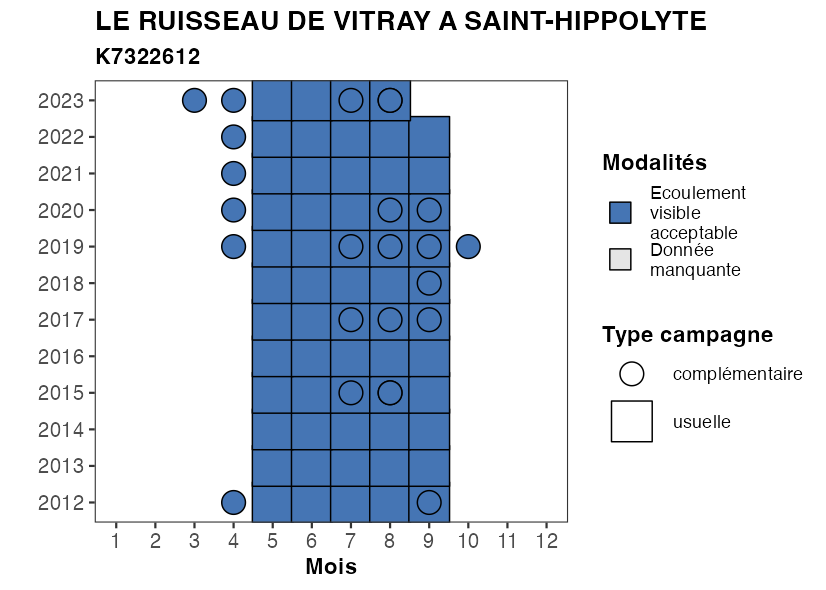 LE RUISSEAU DE VITRAY A SAINT-HIPPOLYTE
K7322612
2023
2022
2021
2020
2019
2018
2017
2016
2015
2014
2013
2012
1 2 3 4 5 6 7 8 9 10 11 12
Mois
Modalités
Ecoulement
visible
acceptable
Donnée
manquante
Type campagne
complémentaire
usuelle